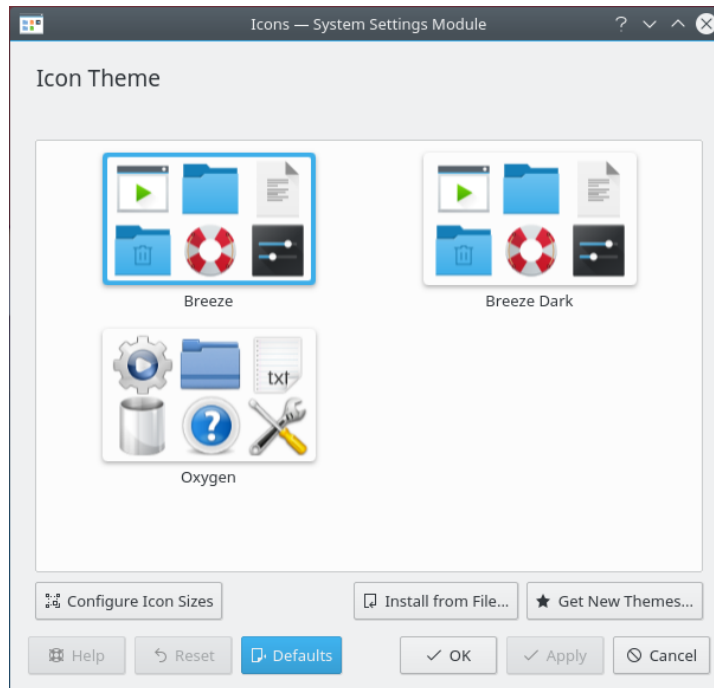 Icons — System Settings Module
Icon Theme
Breeze
Breeze Dark
txt
Oxygen
Configure Icon Sizes
Install from File...
Get New Themes...
Help
Reset
Defaults
OK
Apply
Cancel